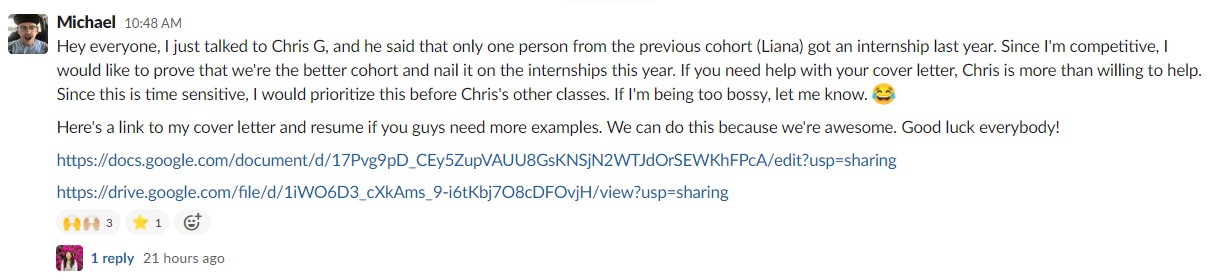 Michael 10:48 AM
Hey everyone, I just talked to Chris G, and he said that only one person from the previous cohort (Liana) got an internship last year. Since I'm competitive, I
would like to prove that we're the better cohort and nail it on the internships this year. If you need help with your cover letter, Chris is more than willing to help.
Since this is time sensitive, I would prioritize this before Chris's other classes. If I'm being too bossy, let me know. 😂
Here's a link to my cover letter and resume if you guys need more examples. We can do this because we're awesome. Good luck everybody!
https://docs.google.com/document/d/17Pvg9pD_CEy5ZupVAUU8GsKNSjN2WTJdOrSEWKhFPcA/edit?usp=sharing
https://drive.google.com/file/d/1iWO6D3_cXkAms_9-i6tKbj7O8cDFOvjH/view?usp=sharing
3 1
1 reply 21 hours ago